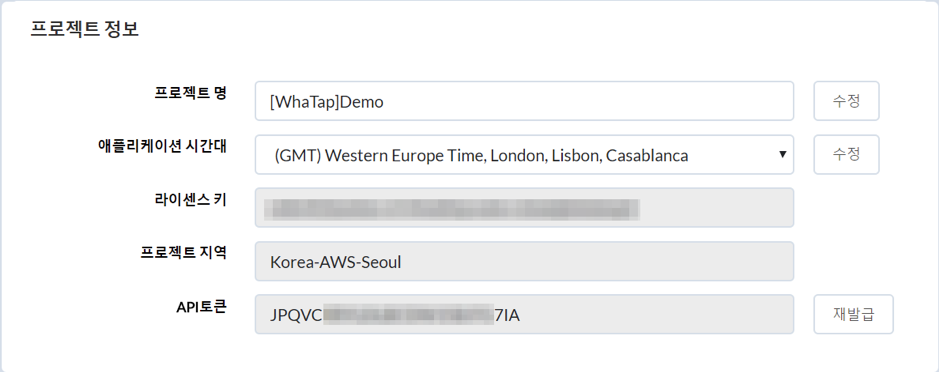 프로젝트 정보
프로젝트 명 [WhaTap]Demo 수정
애플리케이션 시간대 (GMT) Western Europe Time, London, Lisbon, Casablanca 수정
라이센스 키
프로젝트 지역 Korea-AWS-Seoul
API토큰 JPQVC 7IA 재발급